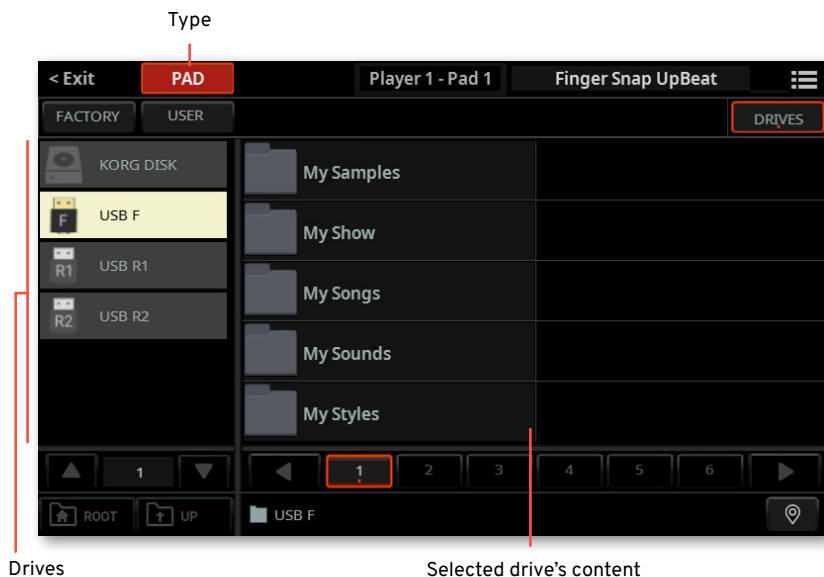 Type
< Exit PAD Player 1 - Pad 1 Finger Snap UpBeat
FACTORY USER DRIVES
KORG DISK
F USB F
R1 USB R1
R2 USB R2
My Samples
My Show
My Songs
My Sounds
My Styles
1 1 2 3 4 5 6
ROOT UP USB F
Drives Selected drive's content